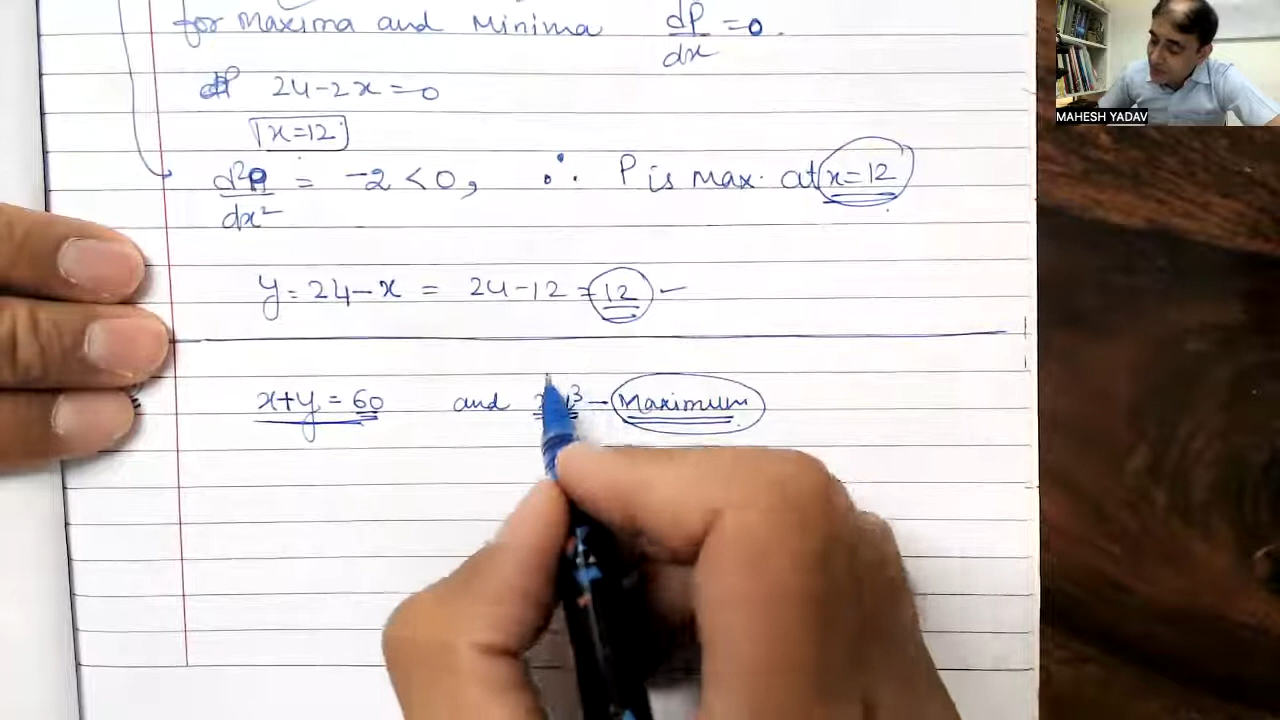 for Maxima and Minima dP/dx = 0.
24 - 2x = 0
x = 12
d²P/dx² = -2 < 0, ∴ P is max. at x = 12
y = 24 - x = 24 - 12 = 12
x + y = 60 and xy³ - Maximum
MAHESH YADAV